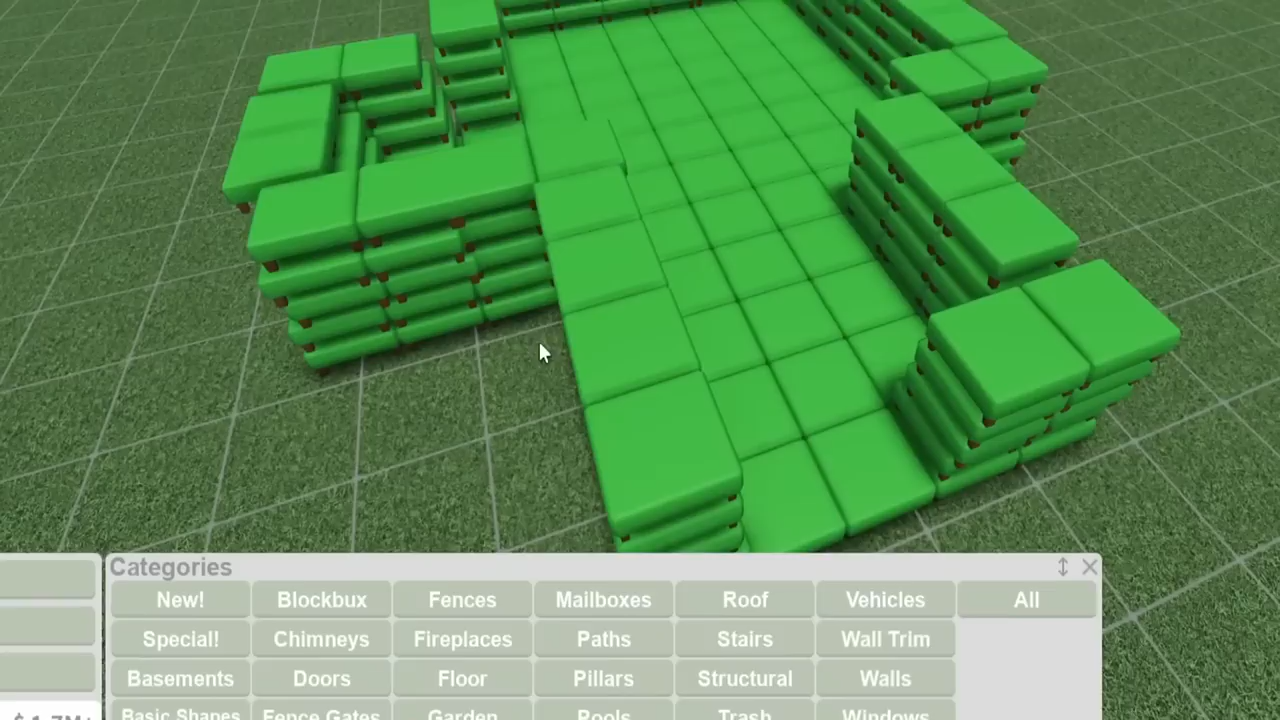 Categories
New! Blockbux Fences Mailboxes Roof Vehicles All
Special! Chimneys Fireplaces Paths Stairs Wall Trim
Basements Doors Floor Pillars Structural Walls
Basic Shapes Fence Gates Garden Pools Trash Windows